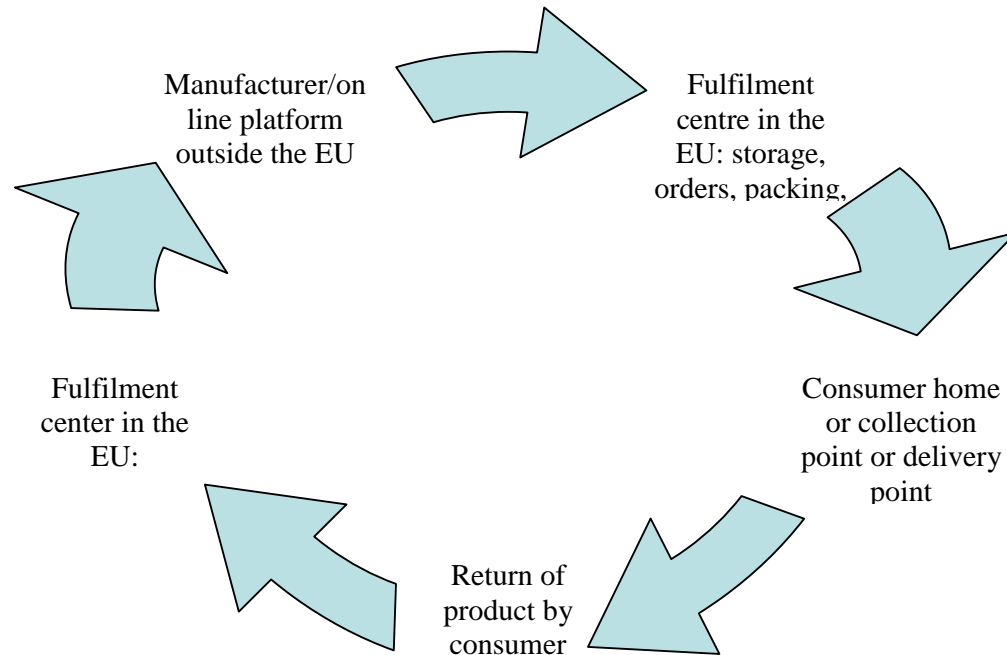 Manufacturer/on
line platform
outside the EU
Fulfilment
centre in the
EU: storage,
orders, packing,
Consumer home
or collection
point or delivery
point
Return of
product by
consumer
Fulfilment
center in the
EU: